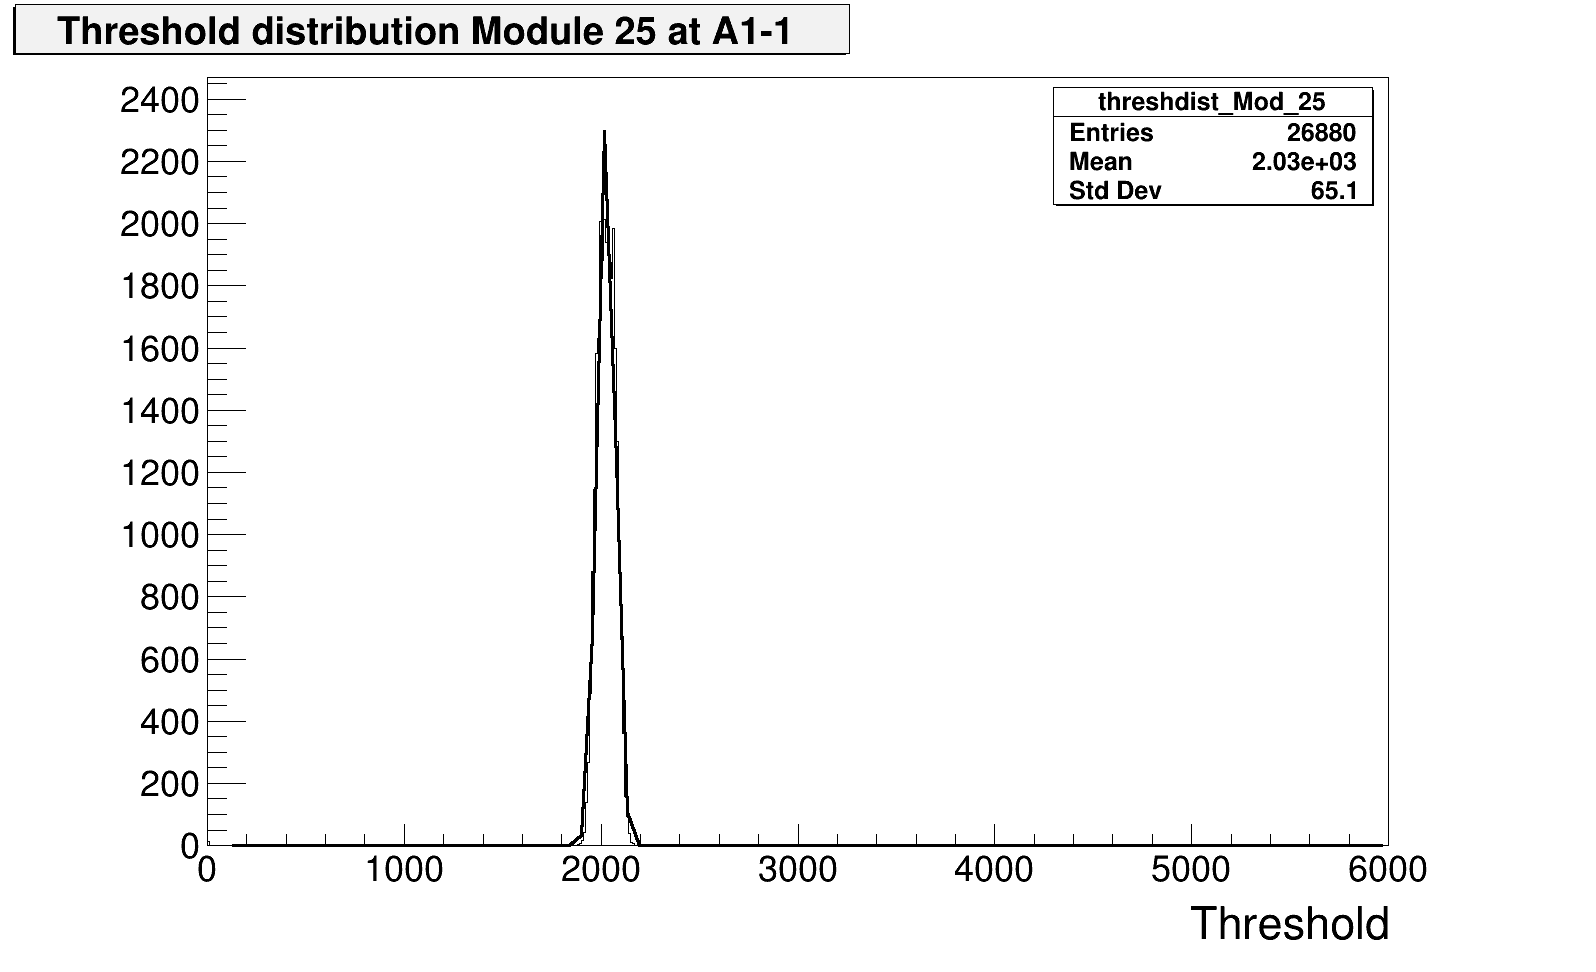 Threshold distribution Module 25 at A1-1
threshdist_Mod_25
Entries 26880
Mean 2.03e+03
Std Dev 65.1
2400
2200
2000
1800
1600
1400
1200
1000
800
600
400
200
0
0 1000 2000 3000 4000 5000 6000
Threshold